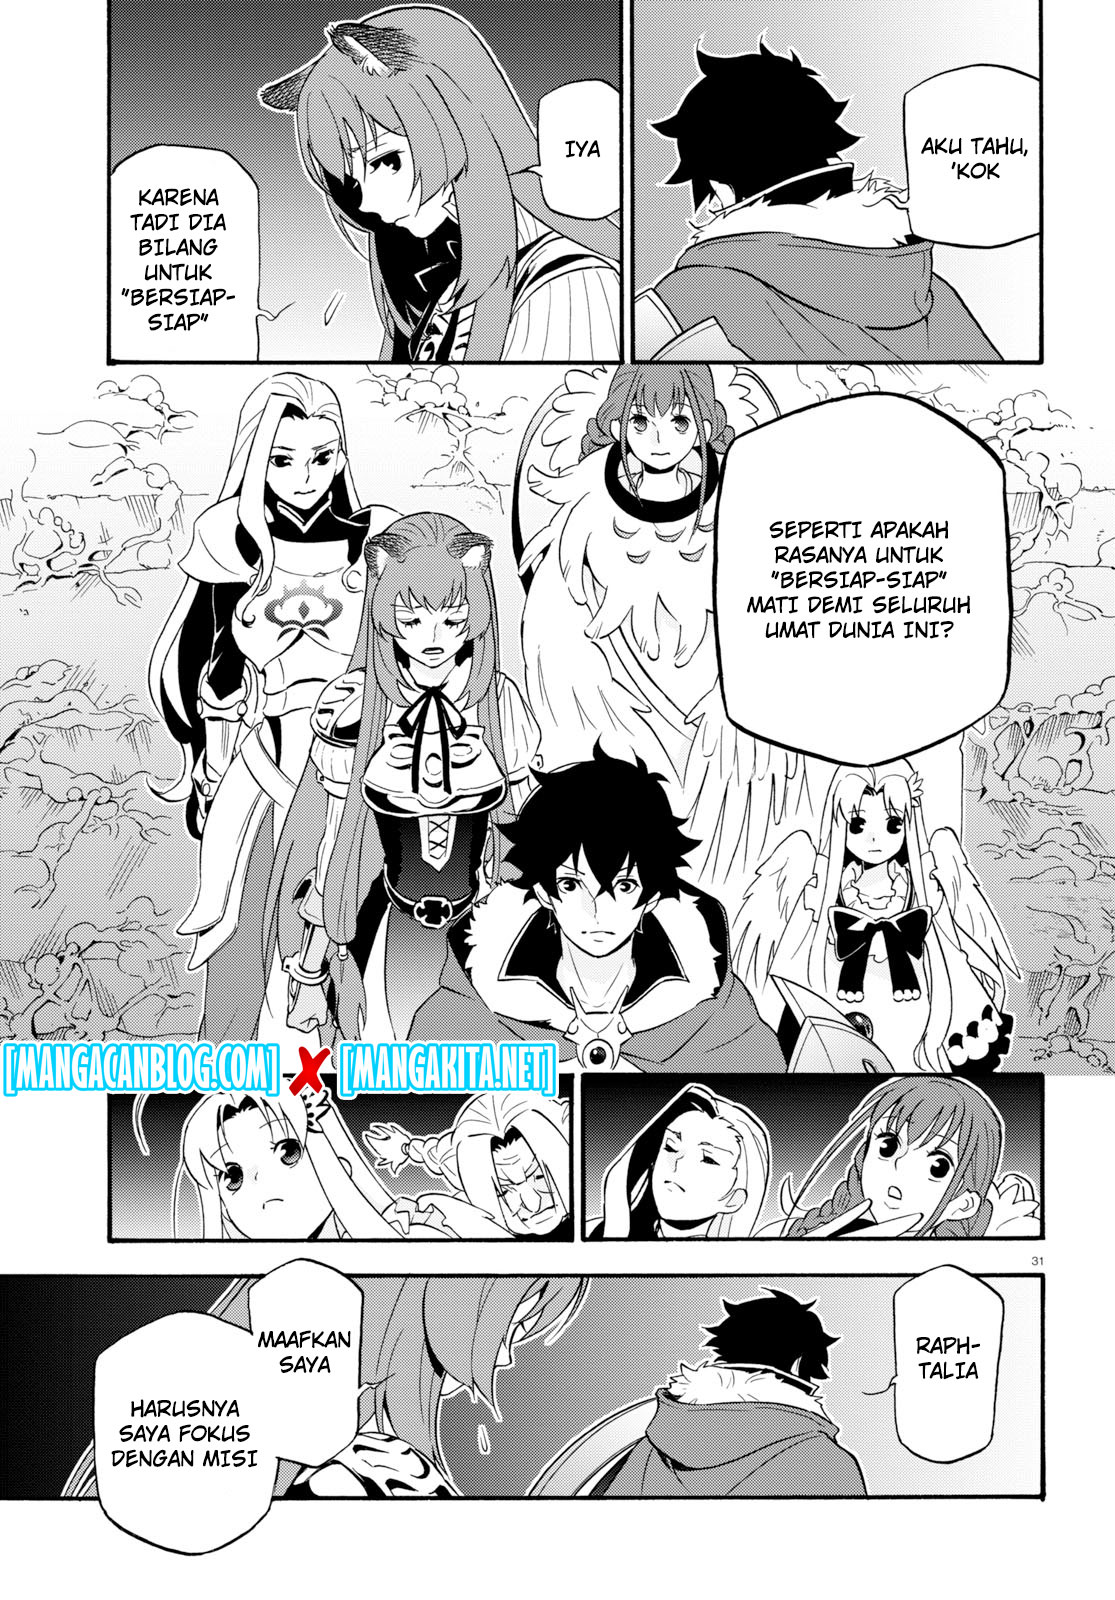 AKU TAHU,
'KOK
IYA
KARENA
TADI DIA
BILANG
UNTUK
"BERSIAP-
SIAP"
SEPERTI APAKAH
RASANYA UNTUK
"BERSIAP-SIAP"
MATI DEMI SELURUH
UMAT DUNIA INI?
[MANGACANBLOG.COM] X [MANGAKITA.NET]
31
RAPH-
TALIA
MAAFKAN
SAYA
HARUSNYA
SAYA FOKUS
DENGAN MISI